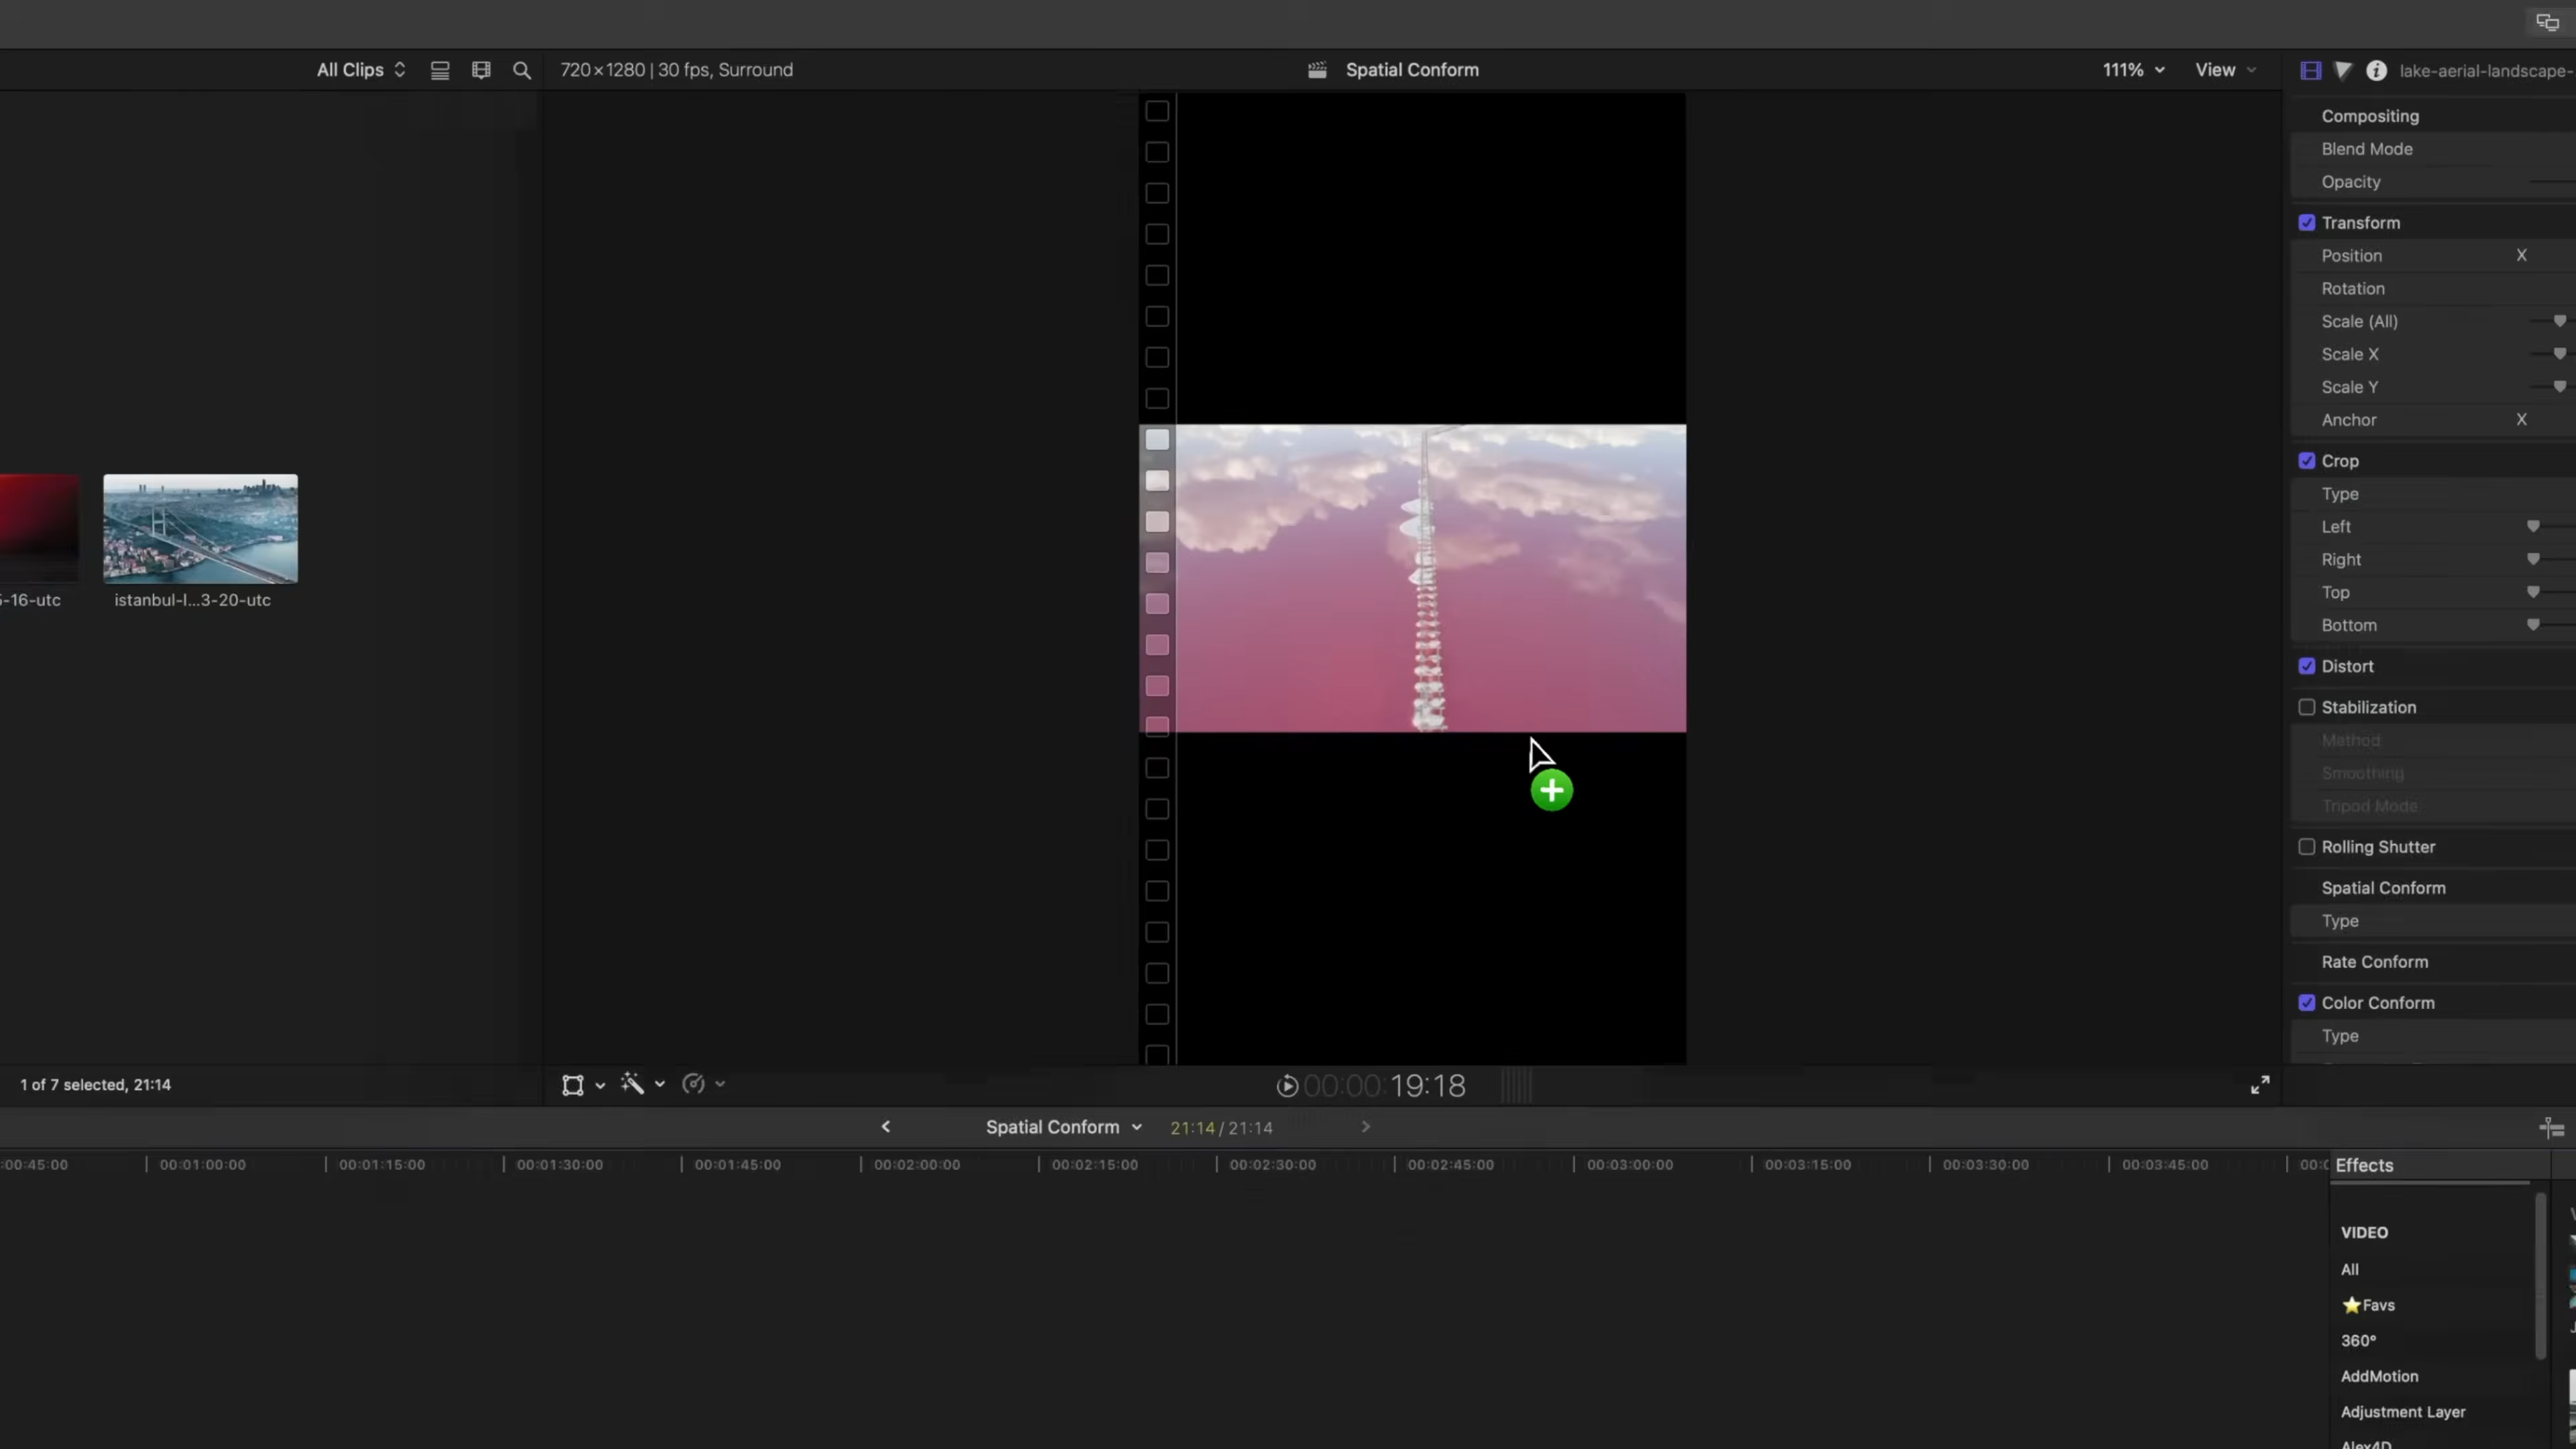 All Clips
720×1280 | 30 fps, Surround
Spatial Conform
111%
View
lake-aerial-landscape-
Compositing
Blend Mode
Opacity
Transform
Position X
Rotation
Scale (All)
Scale X
Scale Y
Anchor X
Crop
Type
Left
Right
Top
Bottom
Distort
Stabilization
Method
Smoothing
Tripod Mode
Rolling Shutter
Spatial Conform
Type
Rate Conform
Color Conform
Type
5-16-utc
istanbul-l...3-20-utc
1 of 7 selected, 21:14
00:00:19:18
Spatial Conform
21:14 / 21:14
:00:45:00
00:01:00:00
00:01:15:00
00:01:30:00
00:01:45:00
00:02:00:00
00:02:15:00
00:02:30:00
00:02:45:00
00:03:00:00
00:03:15:00
00:03:30:00
00:03:45:00
Effects
VIDEO
All
⭐Favs
360°
AddMotion
Adjustment Layer